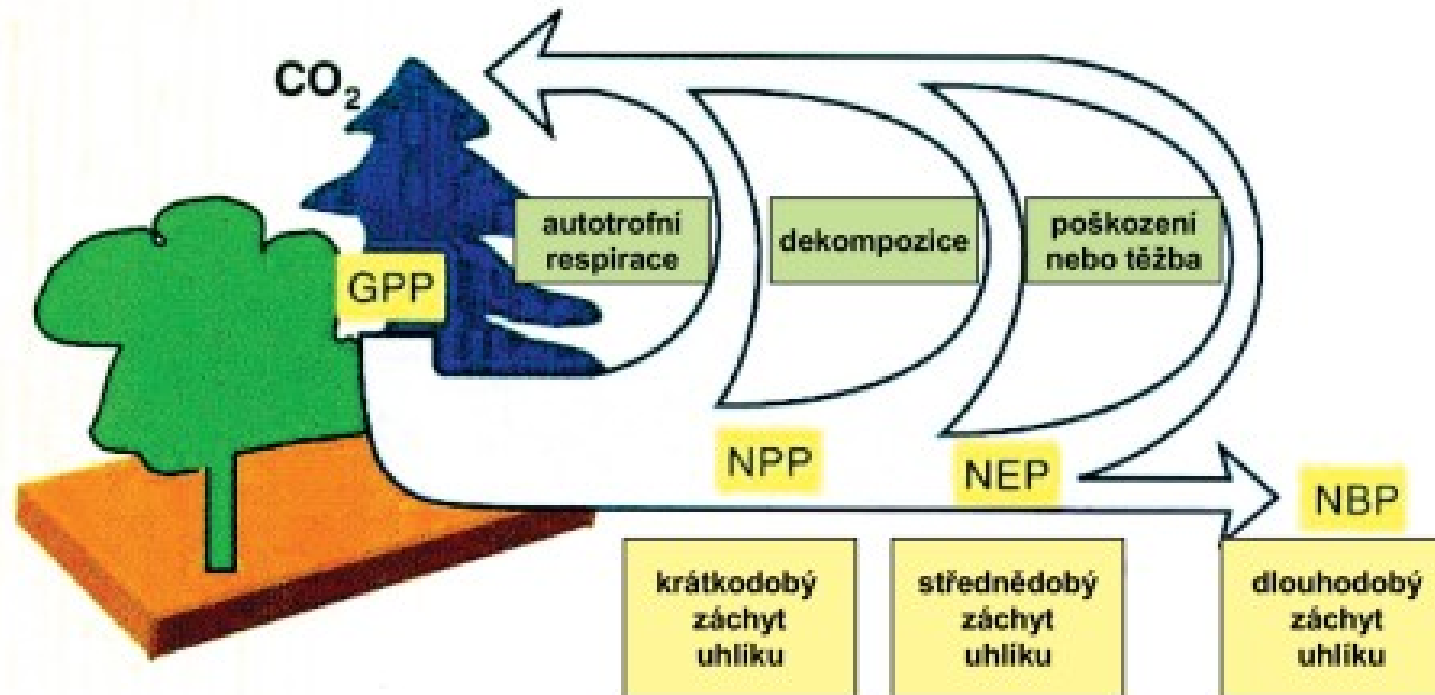 CO₂
autotrofní
respirace
dekompozice
poškození
nebo těžba
GPP
NPP
NEP
NBP
krátkodobý
záchyt
uhlíku
střednědobý
záchyt
uhlíku
dlouhodobý
záchyt
uhlíku